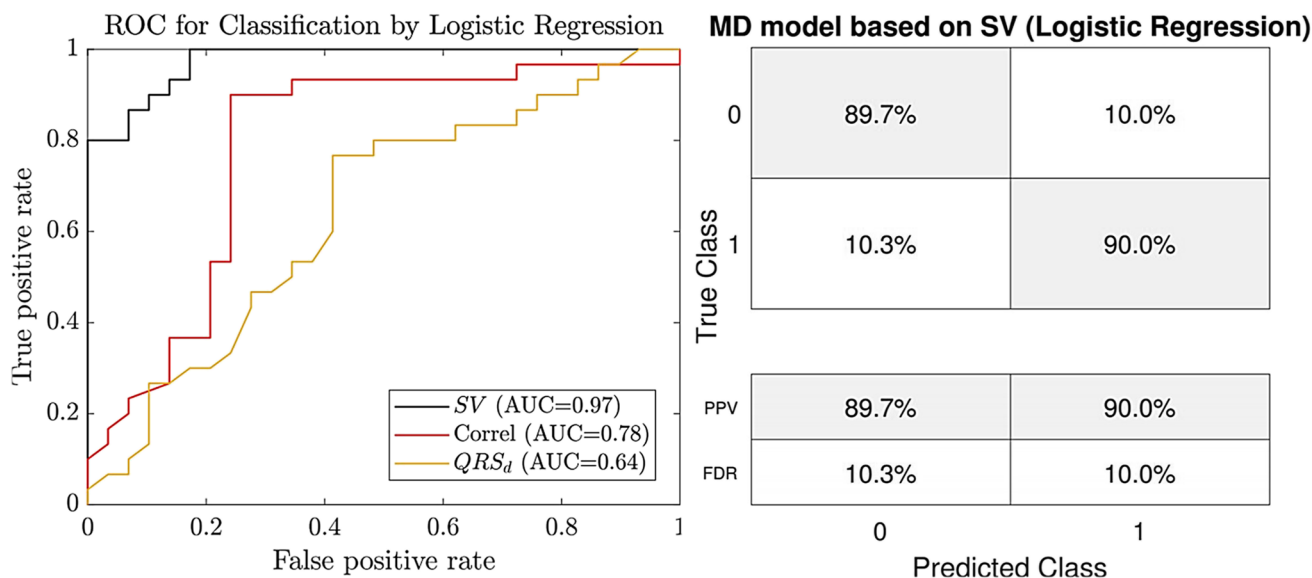 ROC for Classification by Logistic Regression
1
0.8
0.6
0.4
0.2
0
True positive rate
0 0.2 0.4 0.6 0.8 1
False positive rate
SV (AUC=0.97)
Correl (AUC=0.78)
QRSd (AUC=0.64)
MD model based on SV (Logistic Regression)
True Class
0 89.7% 10.0%
1 10.3% 90.0%
PPV 89.7% 90.0%
FDR 10.3% 10.0%
0 1
Predicted Class